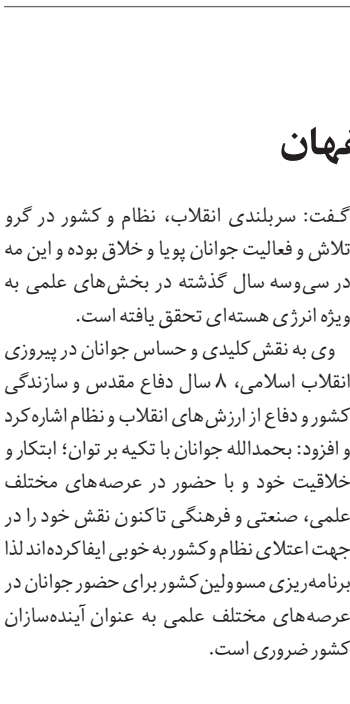 گفت: سربلندی انقلاب، نظام و کشور در گرو
تلاش و فعالیت جوانان پویا و خلاق بوده و این مه
در سی‌وسه سال گذشته در بخش‌های علمی به
ویژه انرژی هسته‌ای تحقق یافته است.
وی به نقش کلیدی و حساس جوانان در پیروزی
انقلاب اسلامی، ۸ سال دفاع مقدس و سازندگی
کشور و دفاع از ارزش‌های انقلاب و نظام اشاره کرد
و افزود: بحمدالله جوانان با تکیه بر توان؛ ابتکار و
خلاقیت خود و با حضور در عرصه‌های مختلف
علمی، صنعتی و فرهنگی تاکنون نقش خود را در
جهت اعتلای نظام وکشور به خوبی ایفا کرده‌اند لذا
برنامه‌ریزی مسوولین کشور برای حضور جوانان در
عرصه‌های مختلف علمی به عنوان آینده‌سازان
کشور ضروری است.